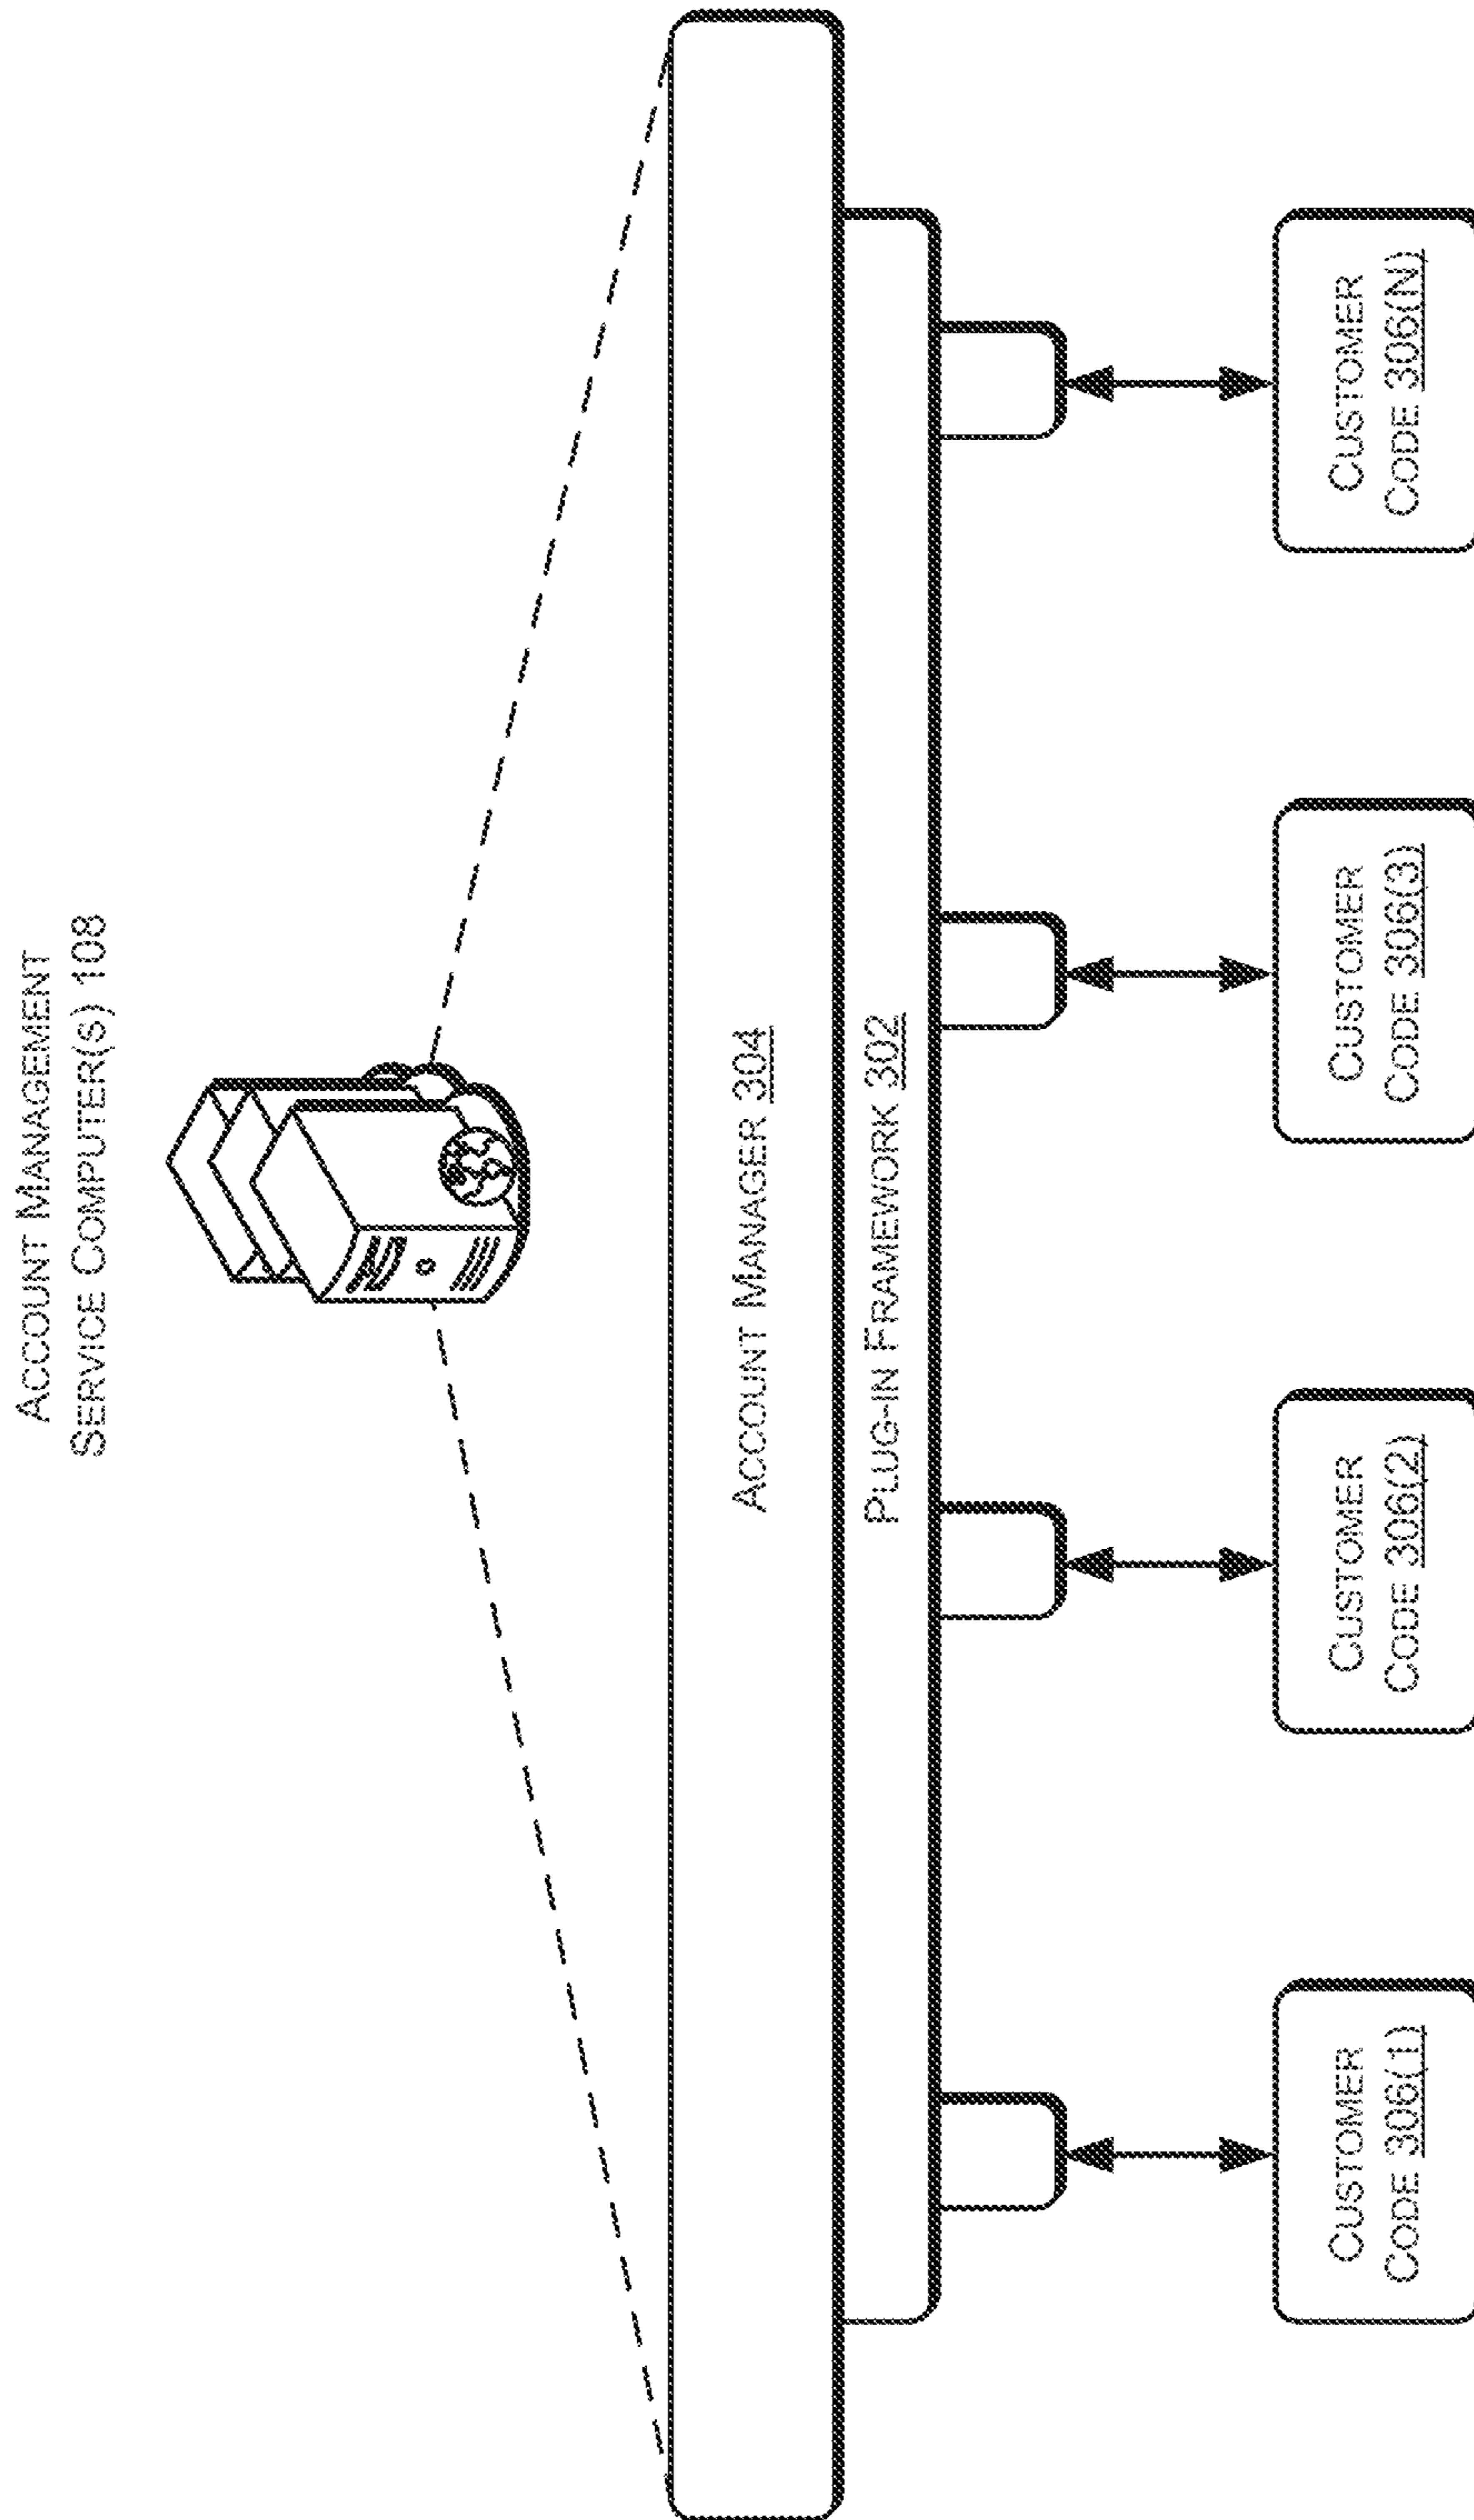 ACCOUNT MANAGEMENT
SERVICE COMPUTER(S) 108
ACCOUNT MANAGER 304
PLUG-IN FRAMEWORK 302
CUSTOMER
CODE 306(1)
CUSTOMER
CODE 306(2)
CUSTOMER
CODE 306(3)
CUSTOMER
CODE 306(N)